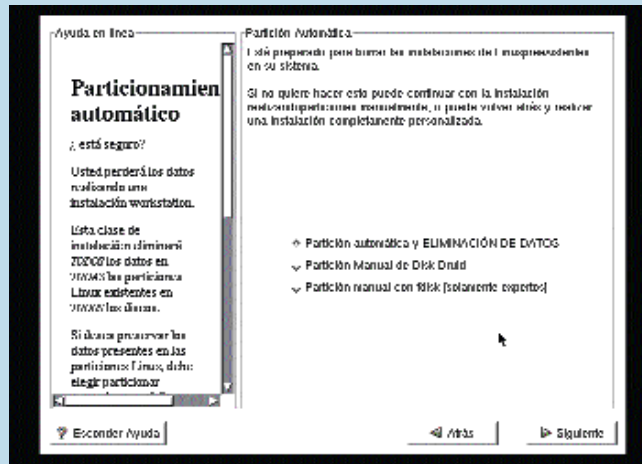 Ayuda en línea
Particionamien
automático
¿ está seguro?
Usted perderá los datos
realizando una
instalación workstation.
Esta clase de
instalación eliminará
TODOS los datos en
TODAS las particiones
Linux existentes en
TODOS los discos.
Si desea preservar los
datos presentes en las
particiones Linux, debe
elegir particionar
Partición Automática
Está preparado para borrar las instalaciones de Linuxpreexistentes
en su sistema.
Si no quiere hacer esto puede continuar con la instalación
realizandoparticiones manualmente, o puede volver atrás y realizar
una instalación completamente personalizada.
Partición automática y ELIMINACIÓN DE DATOS
Partición Manual de Disk Druid
Partición manual con fdisk [solamente expertos]
Esconder Ayuda
Atrás
Siguiente